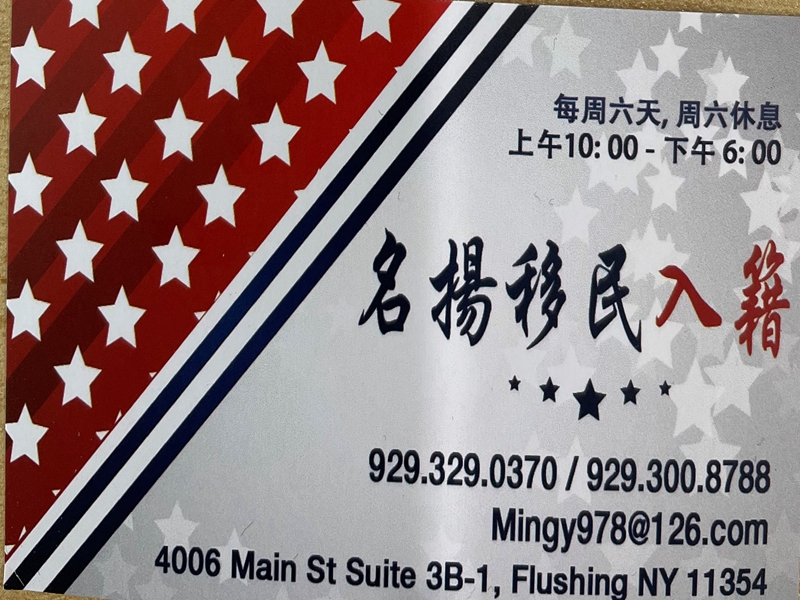 每周六天, 周六休息
上午10: 00 - 下午 6: 00
名揚移民入籍
929.329.0370 / 929.300.8788
Mingy978@126.com
4006 Main St Suite 3B-1, Flushing NY 11354